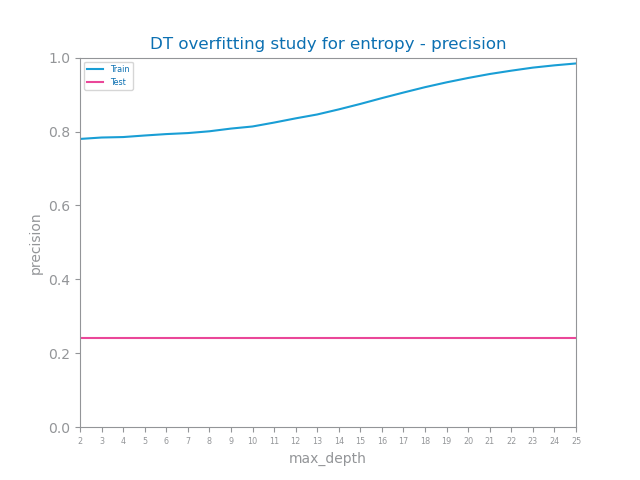 DT overfitting study for entropy - precision
Train
Test
precision
1.0
0.8
0.6
0.4
0.2
0.0
2 3 4 5 6 7 8 9 10 11 12 13 14 15 16 17 18 19 20 21 22 23 24 25
max_depth